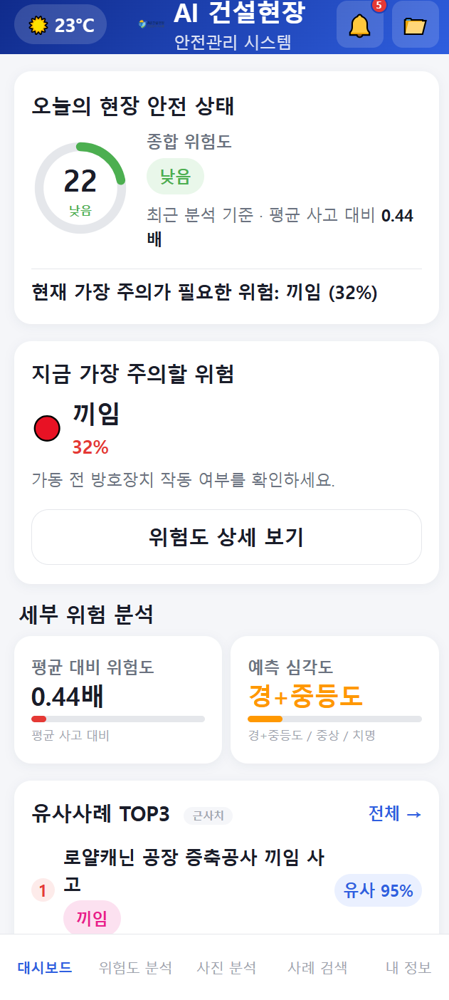 23°C
AI 건설현장
안전관리 시스템
5
오늘의 현장 안전 상태
22
낮음
종합 위험도
낮음
최근 분석 기준 · 평균 사고 대비 0.44
배
현재 가장 주의가 필요한 위험: 끼임 (32%)
지금 가장 주의할 위험
끼임
32%
가동 전 방호장치 작동 여부를 확인하세요.
위험도 상세 보기
세부 위험 분석
평균 대비 위험도
0.44배
평균 사고 대비
예측 심각도
경+중등도
경+중등도 / 중상 / 치명
유사사례 TOP3
근사치
전체 →
1
로얄캐닌 공장 증축공사 끼임 사
고
끼임
유사 95%
대시보드
위험도 분석
사진 분석
사례 검색
내 정보